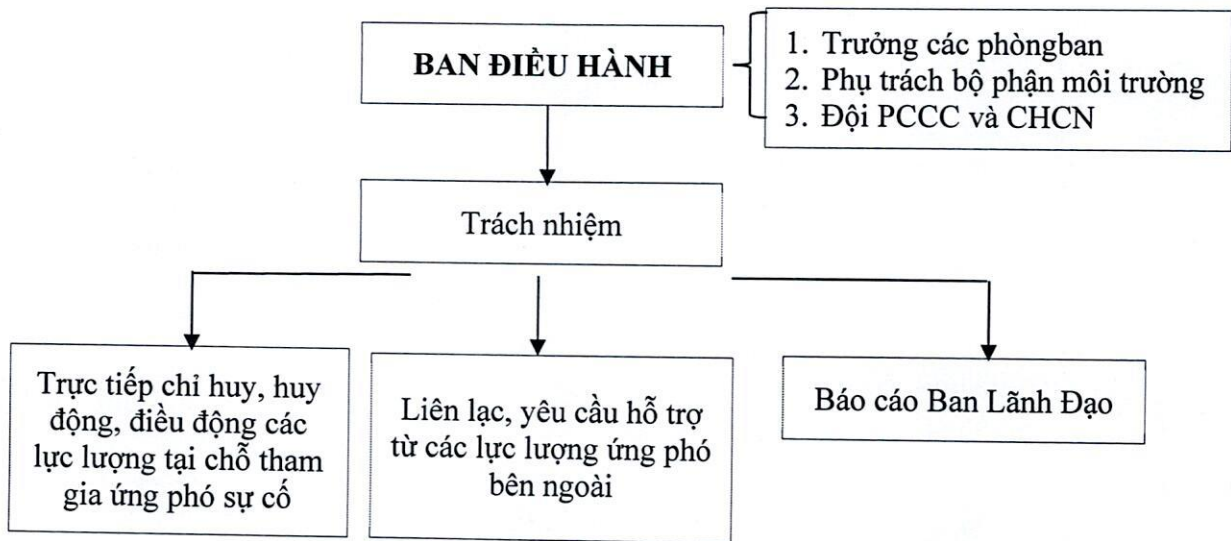 BAN ĐIỀU HÀNH
1. Trưởng các phòngban
2. Phụ trách bộ phận môi trường
3. Đội PCCC và CHCN
Trách nhiệm
Trực tiếp chỉ huy, huy
động, điều động các
lực lượng tại chỗ tham
gia ứng phó sự cố
Liên lạc, yêu cầu hỗ trợ
từ các lực lượng ứng phó
bên ngoài
Báo cáo Ban Lãnh Đạo